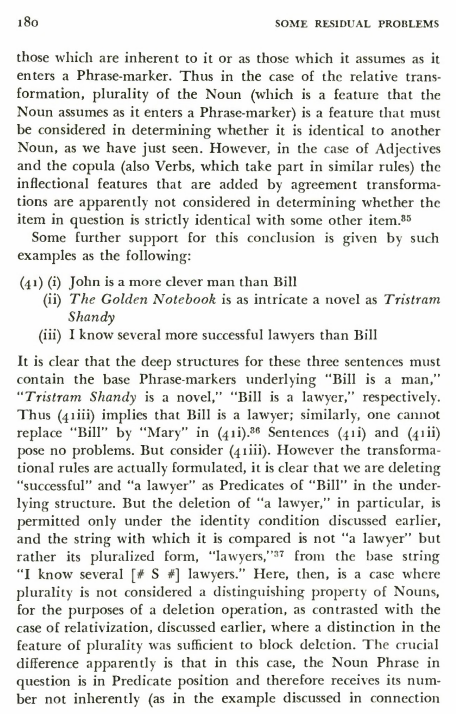 180 SOME RESIDUAL PROBLEMS
those which are inherent to it or as those which it assumes as it
enters a Phrase-marker. Thus in the case of the relative trans-
formation, plurality of the Noun (which is a feature that the
Noun assumes as it enters a Phrase-marker) is a feature that must
be considered in determining whether it is identical to another
Noun, as we have just seen. However, in the case of Adjectives
and the copula (also Verbs, which take part in similar rules) the
inflectional features that are added by agreement transforma-
tions are apparently not considered in determining whether the
item in question is strictly identical with some other item.³⁵
Some further support for this conclusion is given by such
examples as the following:
(41) (i) John is a more clever man than Bill
(ii) The Golden Notebook is as intricate a novel as Tristram
Shandy
(iii) I know several more successful lawyers than Bill
It is clear that the deep structures for these three sentences must
contain the base Phrase-markers underlying "Bill is a man,"
"Tristram Shandy is a novel," "Bill is a lawyer," respectively.
Thus (41iii) implies that Bill is a lawyer; similarly, one cannot
replace "Bill" by "Mary" in (41i).³⁶ Sentences (41i) and (41ii)
pose no problems. But consider (41iii). However the transforma-
tional rules are actually formulated, it is clear that we are deleting
"successful" and "a lawyer" as Predicates of "Bill" in the under-
lying structure. But the deletion of "a lawyer," in particular, is
permitted only under the identity condition discussed earlier,
and the string with which it is compared is not "a lawyer" but
rather its pluralized form, "lawyers,"³⁷ from the base string
"I know several [# S #] lawyers." Here, then, is a case where
plurality is not considered a distinguishing property of Nouns,
for the purposes of a deletion operation, as contrasted with the
case of relativization, discussed earlier, where a distinction in the
feature of plurality was sufficient to block deletion. The crucial
difference apparently is that in this case, the Noun Phrase in
question is in Predicate position and therefore receives its num-
ber not inherently (as in the example discussed in connection